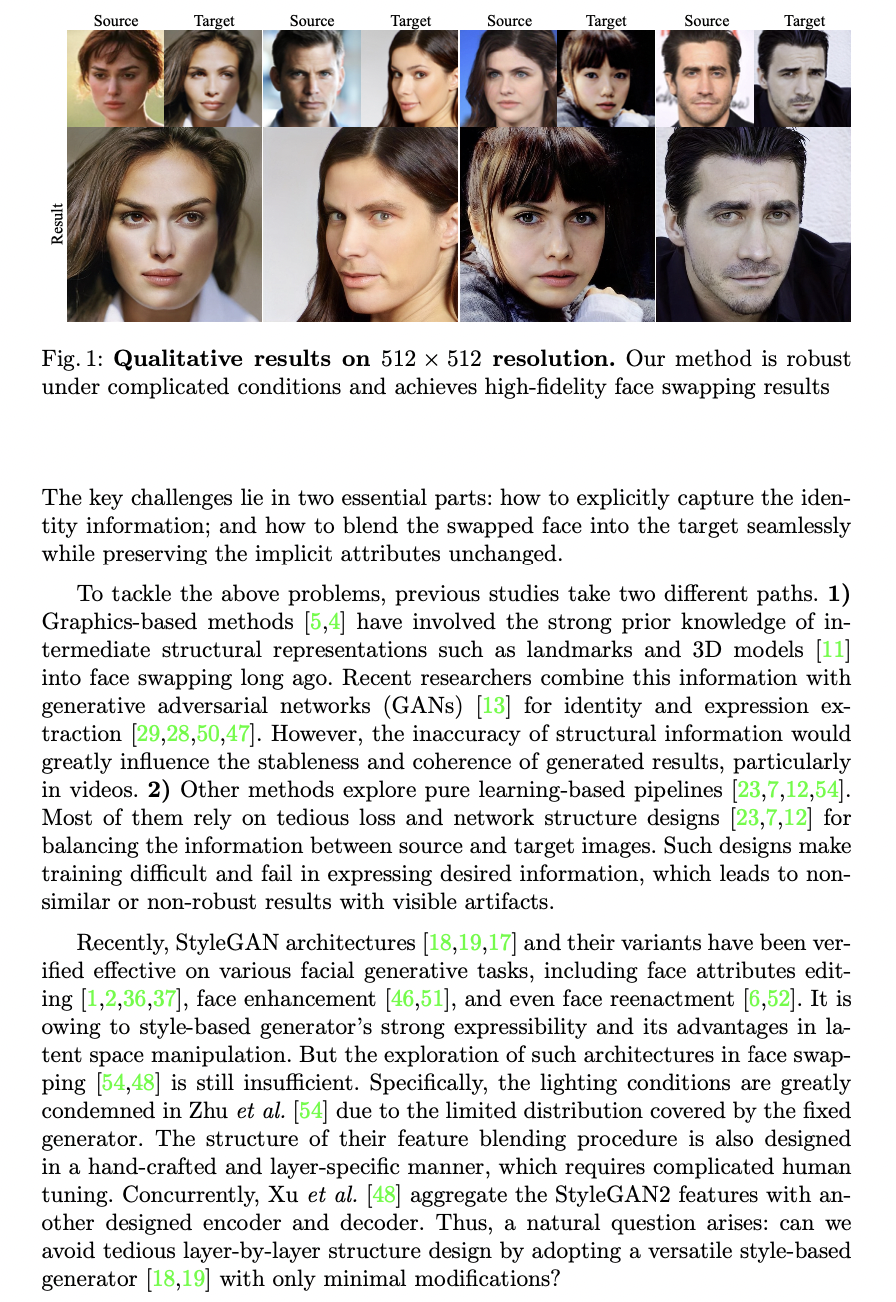 Source Target Source Target Source Target Source Target
Result
Fig. 1: Qualitative results on 512 × 512 resolution. Our method is robust
under complicated conditions and achieves high-fidelity face swapping results
The key challenges lie in two essential parts: how to explicitly capture the iden-
tity information; and how to blend the swapped face into the target seamlessly
while preserving the implicit attributes unchanged.
To tackle the above problems, previous studies take two different paths. 1)
Graphics-based methods [5,4] have involved the strong prior knowledge of in-
termediate structural representations such as landmarks and 3D models [11]
into face swapping long ago. Recent researchers combine this information with
generative adversarial networks (GANs) [13] for identity and expression ex-
traction [29,28,50,47]. However, the inaccuracy of structural information would
greatly influence the stableness and coherence of generated results, particularly
in videos. 2) Other methods explore pure learning-based pipelines [23,7,12,54].
Most of them rely on tedious loss and network structure designs [23,7,12] for
balancing the information between source and target images. Such designs make
training difficult and fail in expressing desired information, which leads to non-
similar or non-robust results with visible artifacts.
Recently, StyleGAN architectures [18,19,17] and their variants have been ver-
ified effective on various facial generative tasks, including face attributes edit-
ing [1,2,36,37], face enhancement [46,51], and even face reenactment [6,52]. It is
owing to style-based generator's strong expressibility and its advantages in la-
tent space manipulation. But the exploration of such architectures in face swap-
ping [54,48] is still insufficient. Specifically, the lighting conditions are greatly
condemned in Zhu et al. [54] due to the limited distribution covered by the fixed
generator. The structure of their feature blending procedure is also designed
in a hand-crafted and layer-specific manner, which requires complicated human
tuning. Concurrently, Xu et al. [48] aggregate the StyleGAN2 features with an-
other designed encoder and decoder. Thus, a natural question arises: can we
avoid tedious layer-by-layer structure design by adopting a versatile style-based
generator [18,19] with only minimal modifications?